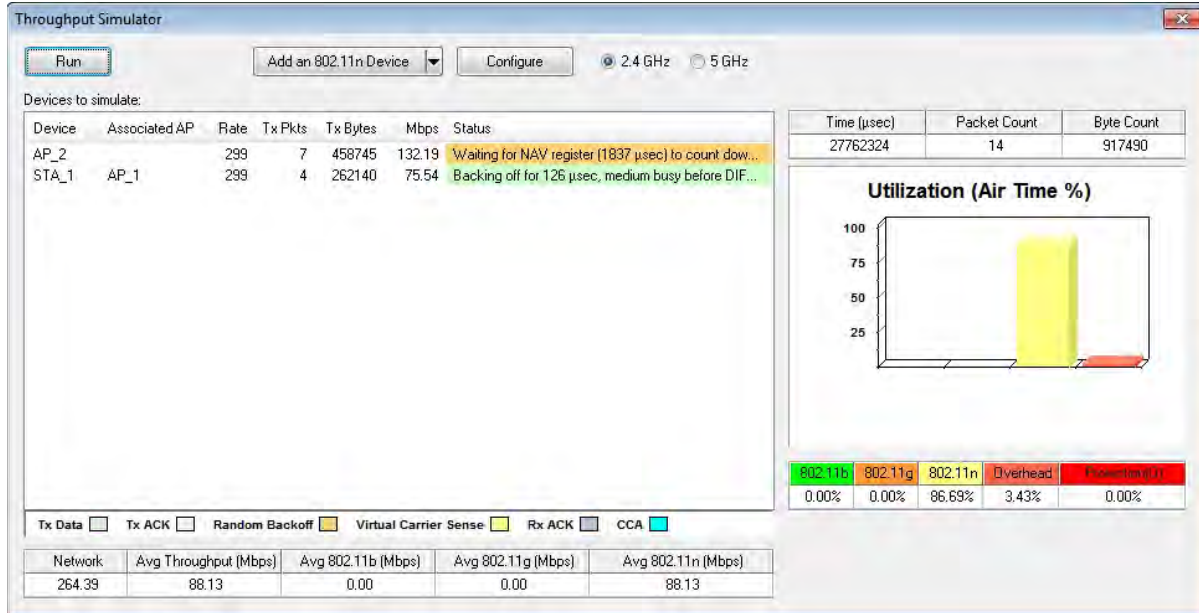 Throughput Simulator
Run
Add an 802.11n Device
Configure
2.4 GHz
5 GHz
Devices to simulate:
Device Associated AP Rate Tx Pkts Tx Bytes Mbps Status
AP_2 299 7 458745 132.19 Waiting for NAV register (1837 µsec) to count dow...
STA_1 AP_1 299 4 262140 75.54 Backing off for 126 µsec, medium busy before DIF...
Tx Data Tx ACK Random Backoff Virtual Carrier Sense Rx ACK CCA
Network Avg Throughput (Mbps) Avg 802.11b (Mbps) Avg 802.11g (Mbps) Avg 802.11n (Mbps)
264.39 88.13 0.00 0.00 88.13
Time (µsec) Packet Count Byte Count
27762324 14 917490
Utilization (Air Time %)
100
75
50
25
802.11b 802.11g 802.11n Overhead
0.00% 0.00% 86.69% 3.43% 0.00%